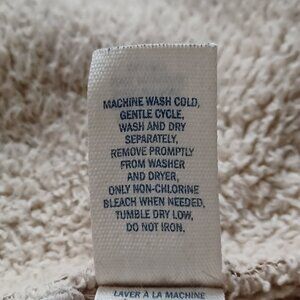 MACHINE WASH COLD,
GENTLE CYCLE,
WASH AND DRY
SEPARATELY,
REMOVE PROMPTLY
FROM WASHER
AND DRYER,
ONLY NON-CHLORINE
BLEACH WHEN NEEDED,
TUMBLE DRY LOW,
DO NOT IRON.
LAVER À LA MACHINE